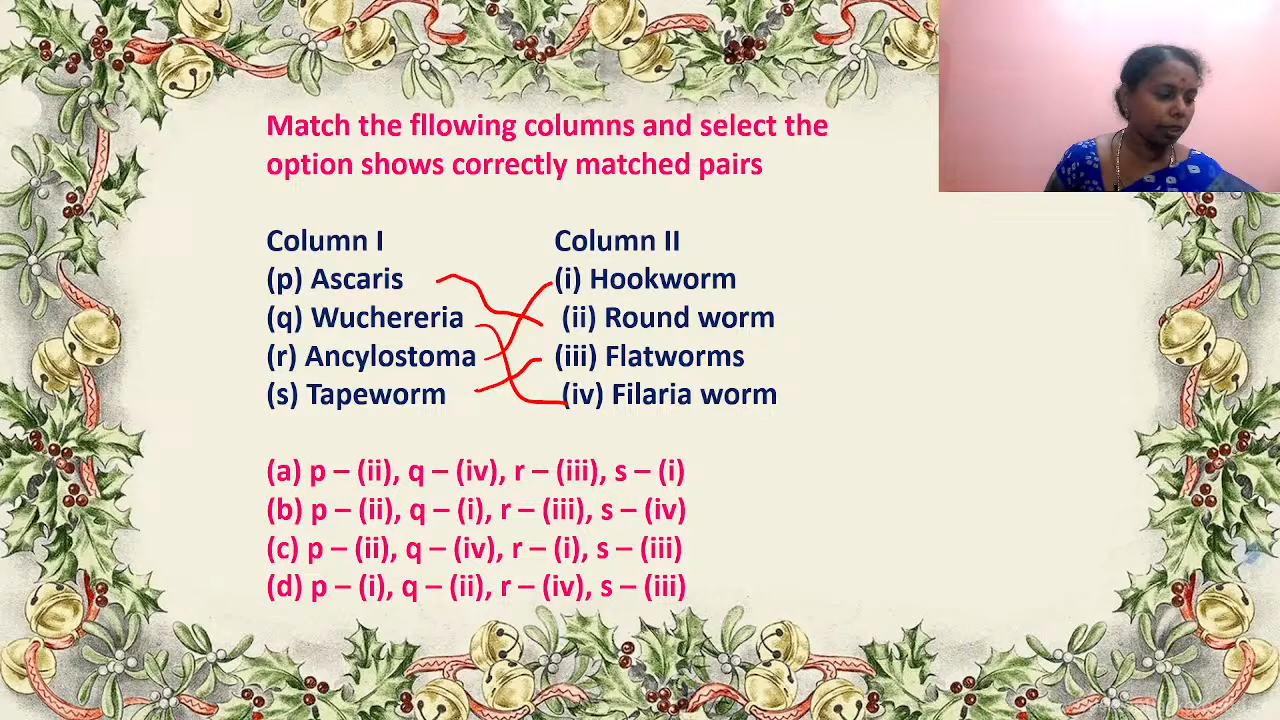 Match the fllowing columns and select the
option shows correctly matched pairs
Column I Column II
(p) Ascaris (i) Hookworm
(q) Wuchereria (ii) Round worm
(r) Ancylostoma (iii) Flatworms
(s) Tapeworm (iv) Filaria worm
(a) p – (ii), q – (iv), r – (iii), s – (i)
(b) p – (ii), q – (i), r – (iii), s – (iv)
(c) p – (ii), q – (iv), r – (i), s – (iii)
(d) p – (i), q – (ii), r – (iv), s – (iii)